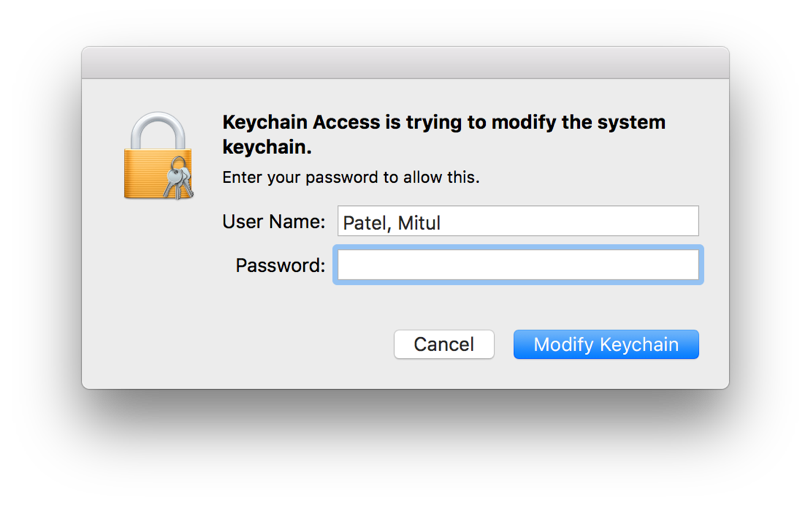 Keychain Access is trying to modify the system
keychain.
Enter your password to allow this.
User Name: Patel, Mitul
Password:
Cancel Modify Keychain